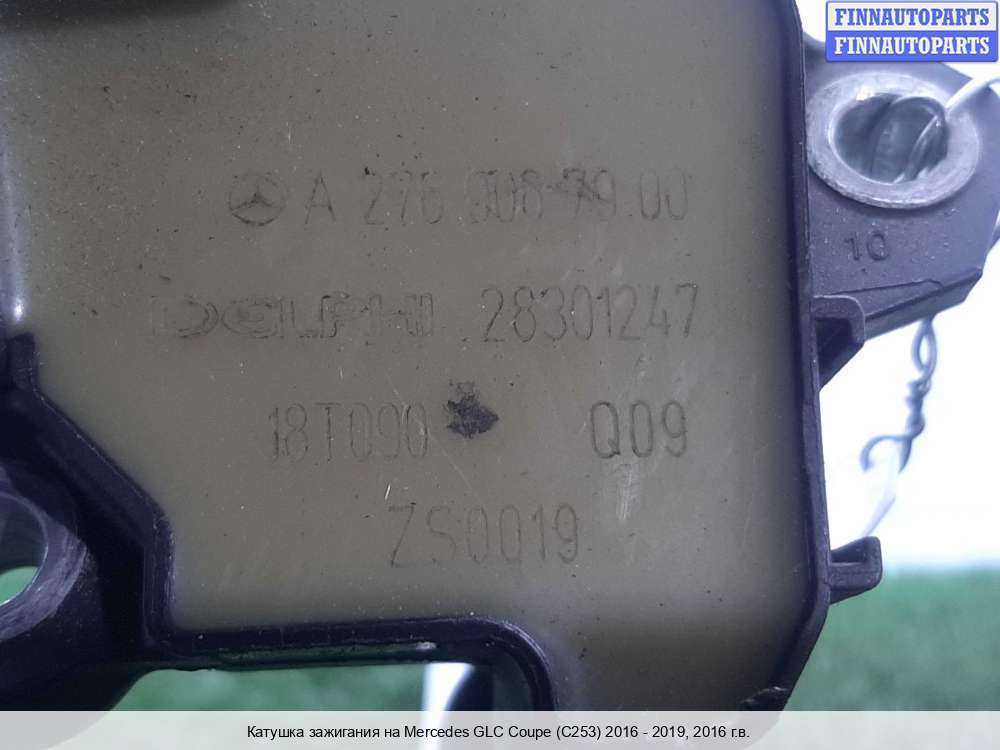 FINNAUTOPARTS
FINNAUTOPARTS
A 276 906 79 00
10
DELPHI 28301247
18T090 Q09
ZS0019
Катушка зажигания на Mercedes GLC Coupe (C253) 2016 - 2019, 2016 г.в.